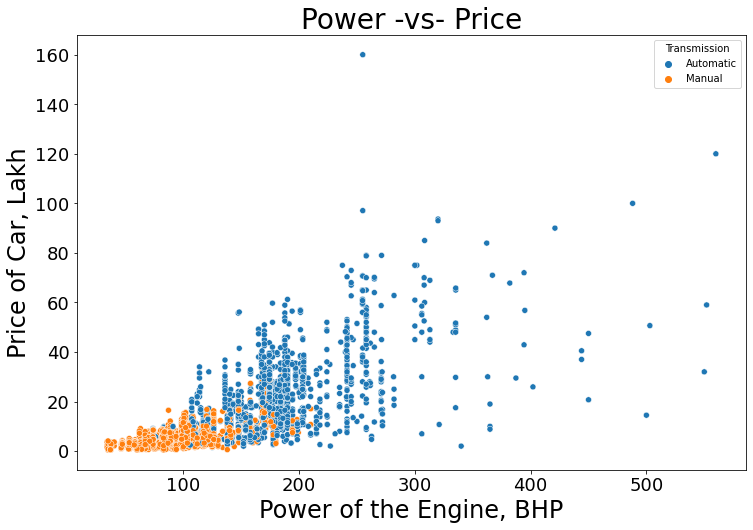 Power -vs- Price
Transmission
Automatic
Manual
Price of Car, Lakh
160
140
120
100
80
60
40
20
0
100 200 300 400 500
Power of the Engine, BHP